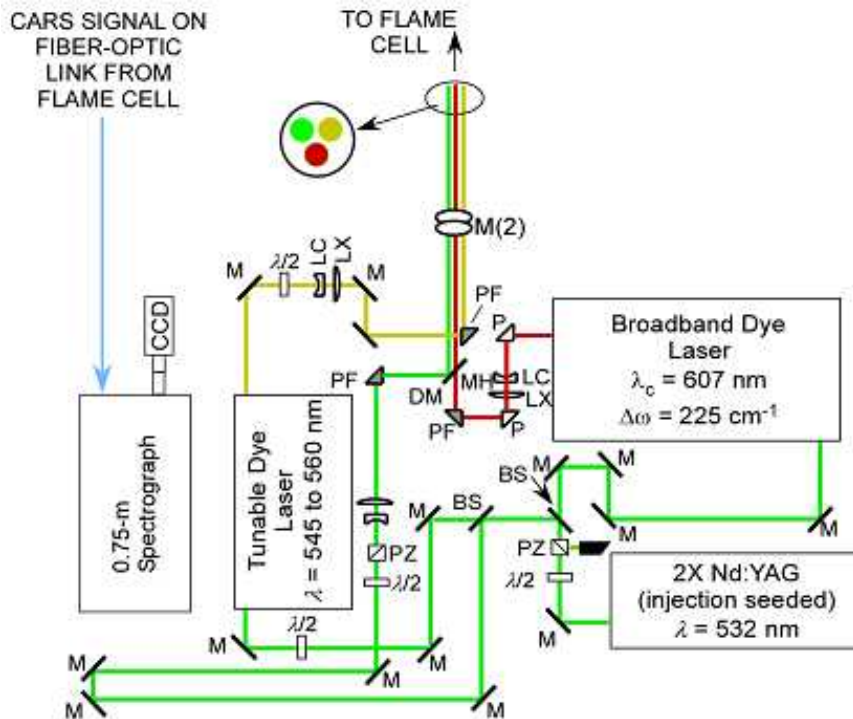 CARS SIGNAL ON
FIBER-OPTIC
LINK FROM
FLAME CELL
TO FLAME
CELL
M(2)
M
λ/2
LC
LX
M
PF
P
Broadband Dye
Laser
λc = 607 nm
Δω = 225 cm-1
CCD
PF
DM
MH
LC
LX
PF
P
0.75-m
Spectrograph
Tunable Dye
Laser
λ = 545 to 560 nm
PZ
λ/2
M
BS
BS
M
M
M
M
PZ
λ/2
2X Nd:YAG
(injection seeded)
λ = 532 nm
M
M
λ/2
M
M
M
M